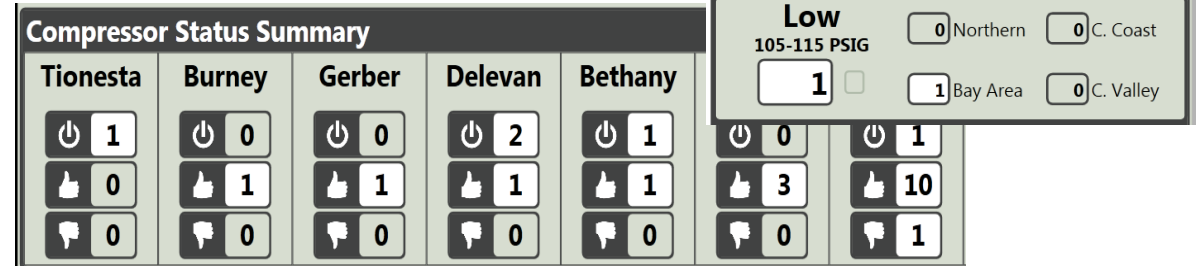 Compressor Status Summary
Tionesta Burney Gerber Delevan Bethany
1 0 0 2 1 0 1
0 1 1 1 1 3 10
0 0 0 0 0 0 1
Low
105-115 PSIG
1
0 Northern 0 C. Coast
1 Bay Area 0 C. Valley